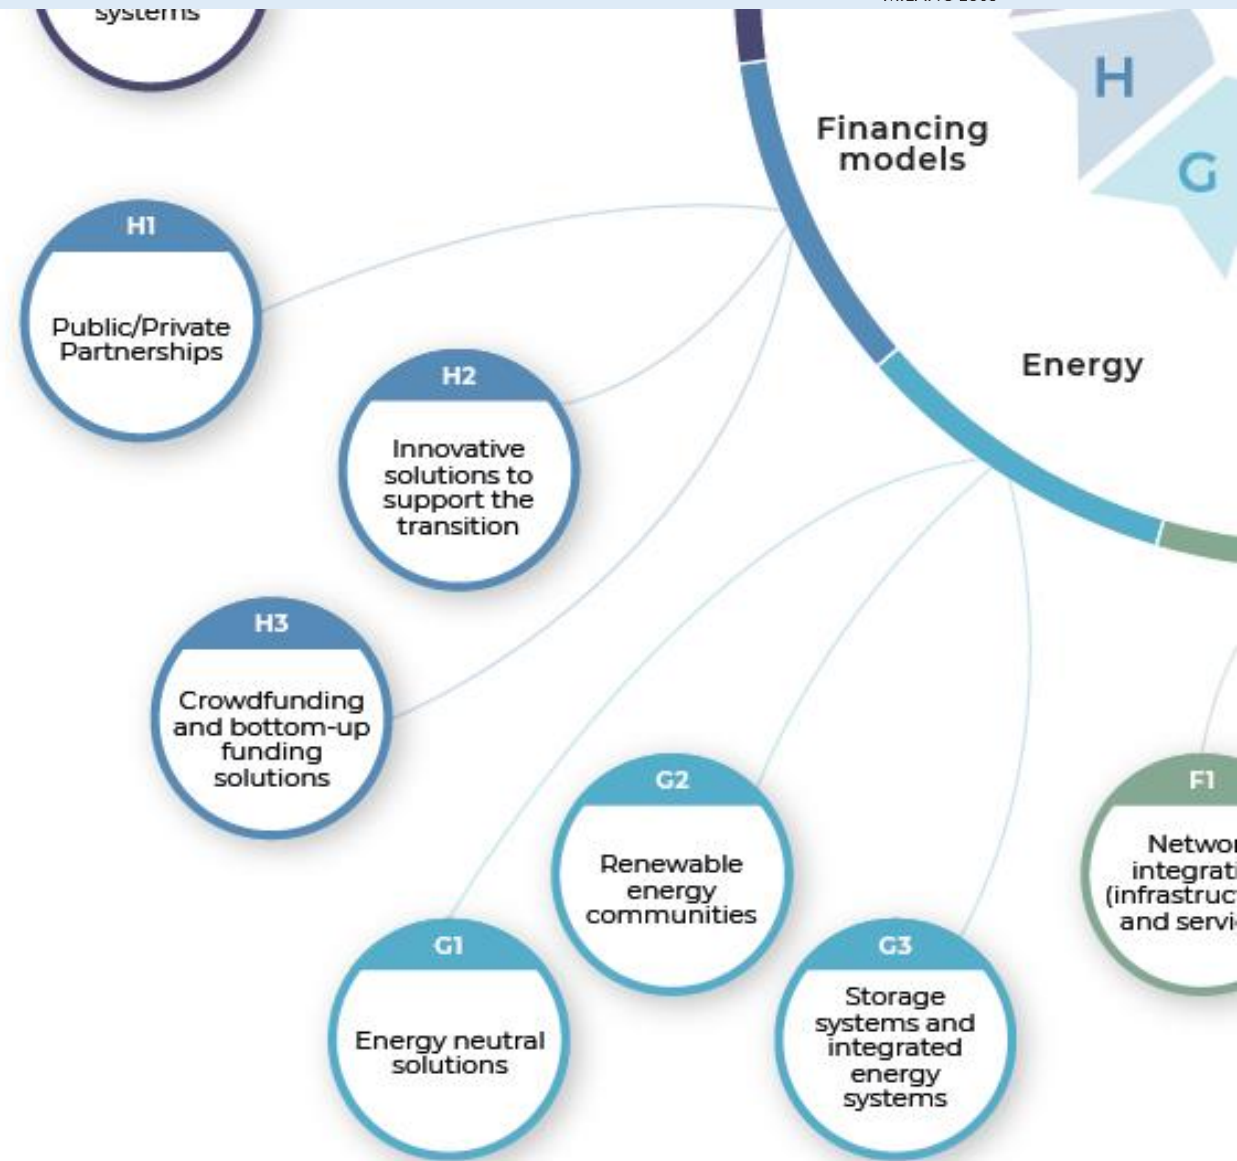 systems
H
Financing
models
G
H1
Public/Private
Partnerships
Energy
H2
Innovative
solutions to
support the
transition
H3
Crowdfunding
and bottom-up
funding
solutions
G2
Renewable
energy
communities
F1
and
G1
Energy neutral
solutions
G3
Storage
systems and
integrated
energy
systems